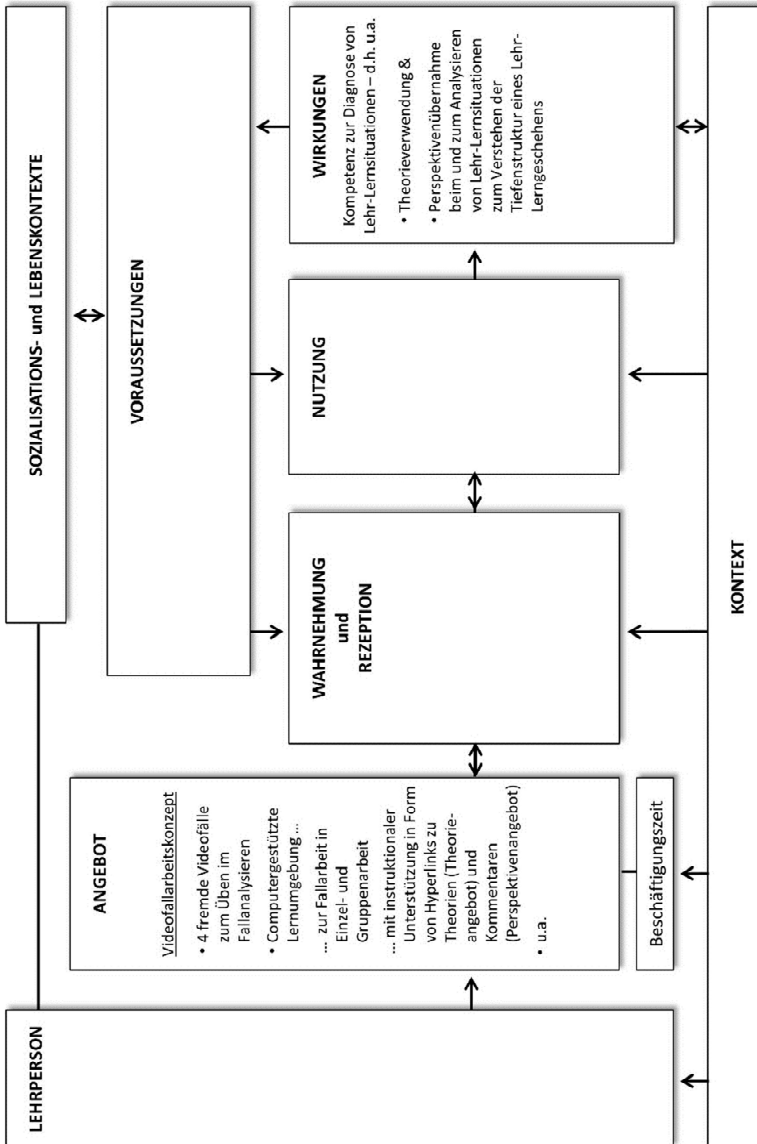 SOZIALISATIONS- und LEBENSKONTEXTE
LEHRPERSON
VORAUSSETZUNGEN
ANGEBOT
Videofallarbeitskonzept
• 4 fremde Videofälle
zum Üben im
Fallanalysieren
• Computergestützte
Lernumgebung ...
... zur Fallarbeit in
Einzel- und
Gruppenarbeit
... mit instruktionaler
Unterstützung in Form
von Hyperlinks zu
Theorien (Theorie-
angebot) und
Kommentaren
(Perspektivenangebot)
• u.a.
Beschäftigungszeit
WAHRNEHMUNG
und
REZEPTION
NUTZUNG
WIRKUNGEN
Kompetenz zur Diagnose von
Lehr-Lernsituationen – d.h. u.a.
• Theorieverwendung &
• Perspektivenübernahme
beim und zum Analysieren
von Lehr-Lernsituationen
zum Verstehen der
Tiefenstruktur eines Lehr-
Lerngeschehens
KONTEXT